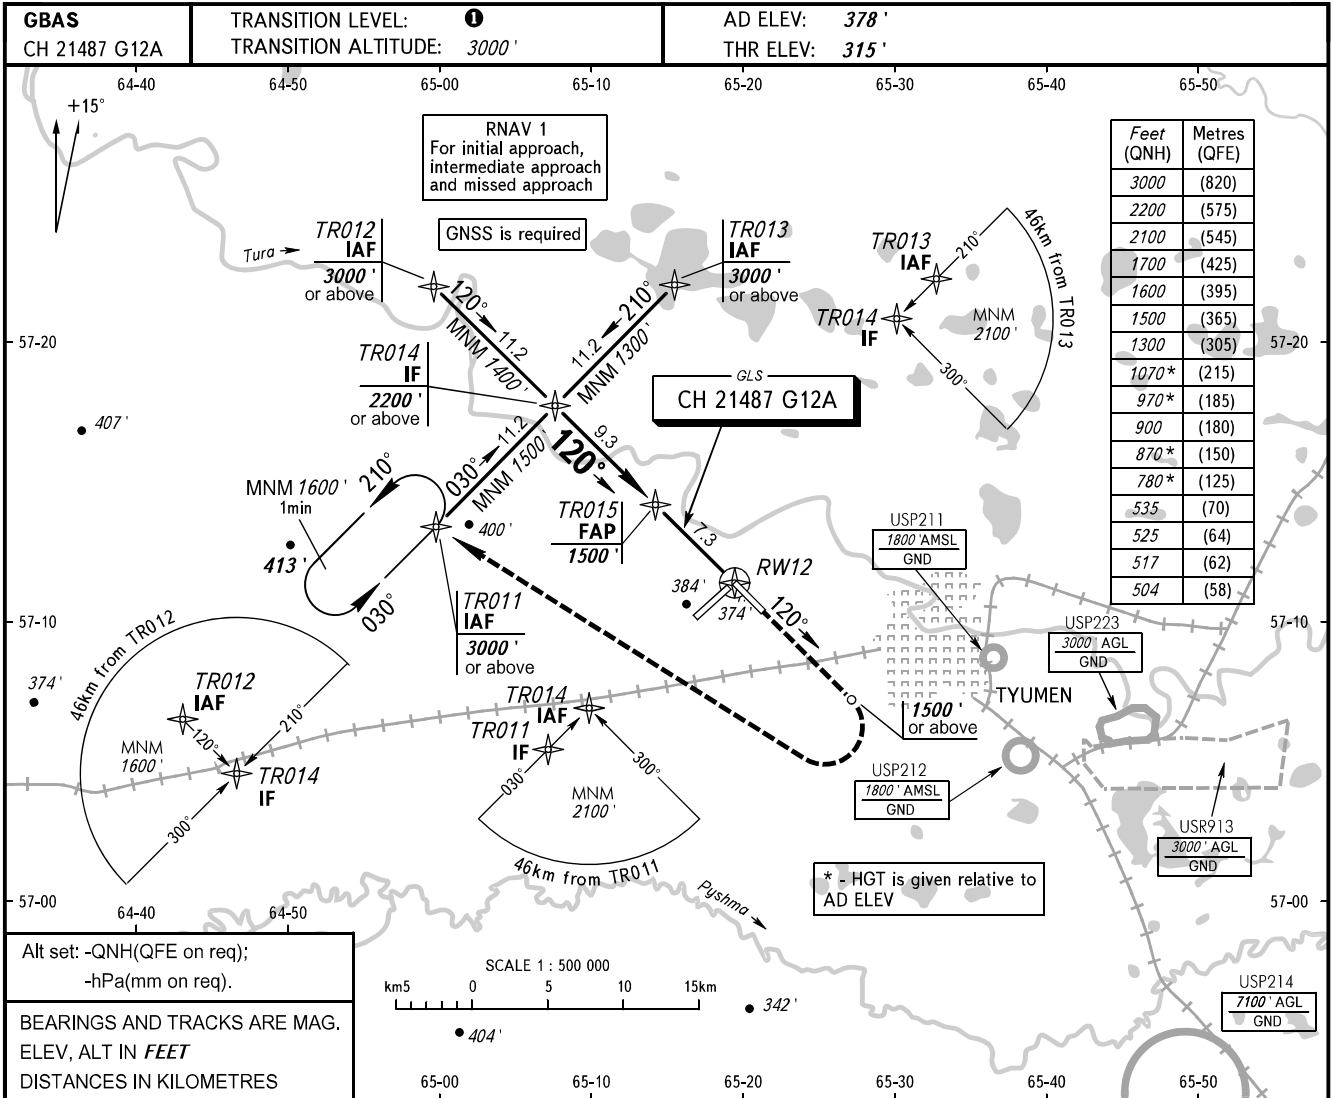 GBAS
CH 21487 G12A
TRANSITION LEVEL: 1
TRANSITION ALTITUDE: 3000'
AD ELEV: 378'
THR ELEV: 315'
64-40 64-50 65-00 65-10 65-20 65-30 65-40 65-50
+15°
RNAV 1
For initial approach,
intermediate approach
and missed approach
GNSS is required
Feet (QNH) Metres (QFE)
3000 (820)
2200 (575)
2100 (545)
1700 (425)
1600 (395)
1500 (365)
1300 (305)
1070* (215)
970* (185)
900 (180)
870* (150)
780* (125)
535 (70)
525 (64)
517 (62)
504 (58)
Tura
TR012
IAF
3000'
or above
TR013
IAF
3000'
or above
TR013
IAF
210°
46km from TR013
TR014
IF
MNM
2100'
300°
120°
11.2
MNM 1400'
210°
11.2
MNM 1300'
57-20
57-20
TR014
IF
2200'
or above
GLS
CH 21487 G12A
407'
9.3
120°
11.2
030°
MNM 1500'
210°
MNM 1600'
1min
413'
030°
400'
TR015
FAP
1500'
7.3
RW12
384'
374'
120°
USP211
1800' AMSL
GND
TR011
IAF
3000'
or above
57-10
57-10
USP223
3000' AGL
GND
TYUMEN
1500'
or above
374'
46km from TR012
TR012
IAF
120°
210°
MNM
1600'
TR014
IF
300°
TR014
IAF
TR011
IF
030°
300°
MNM
2100'
46km from TR011
USP212
1800' AMSL
GND
USR913
3000' AGL
GND
* - HGT is given relative to
AD ELEV
Pyshma
57-00
57-00
64-40 64-50
Alt set: -QNH(QFE on req);
-hPa(mm on req).
SCALE 1 : 500 000
km5 0 5 10 15km
342'
404'
USP214
7100' AGL
GND
BEARINGS AND TRACKS ARE MAG.
ELEV, ALT IN FEET
DISTANCES IN KILOMETRES
65-00 65-10 65-20 65-30 65-40 65-50